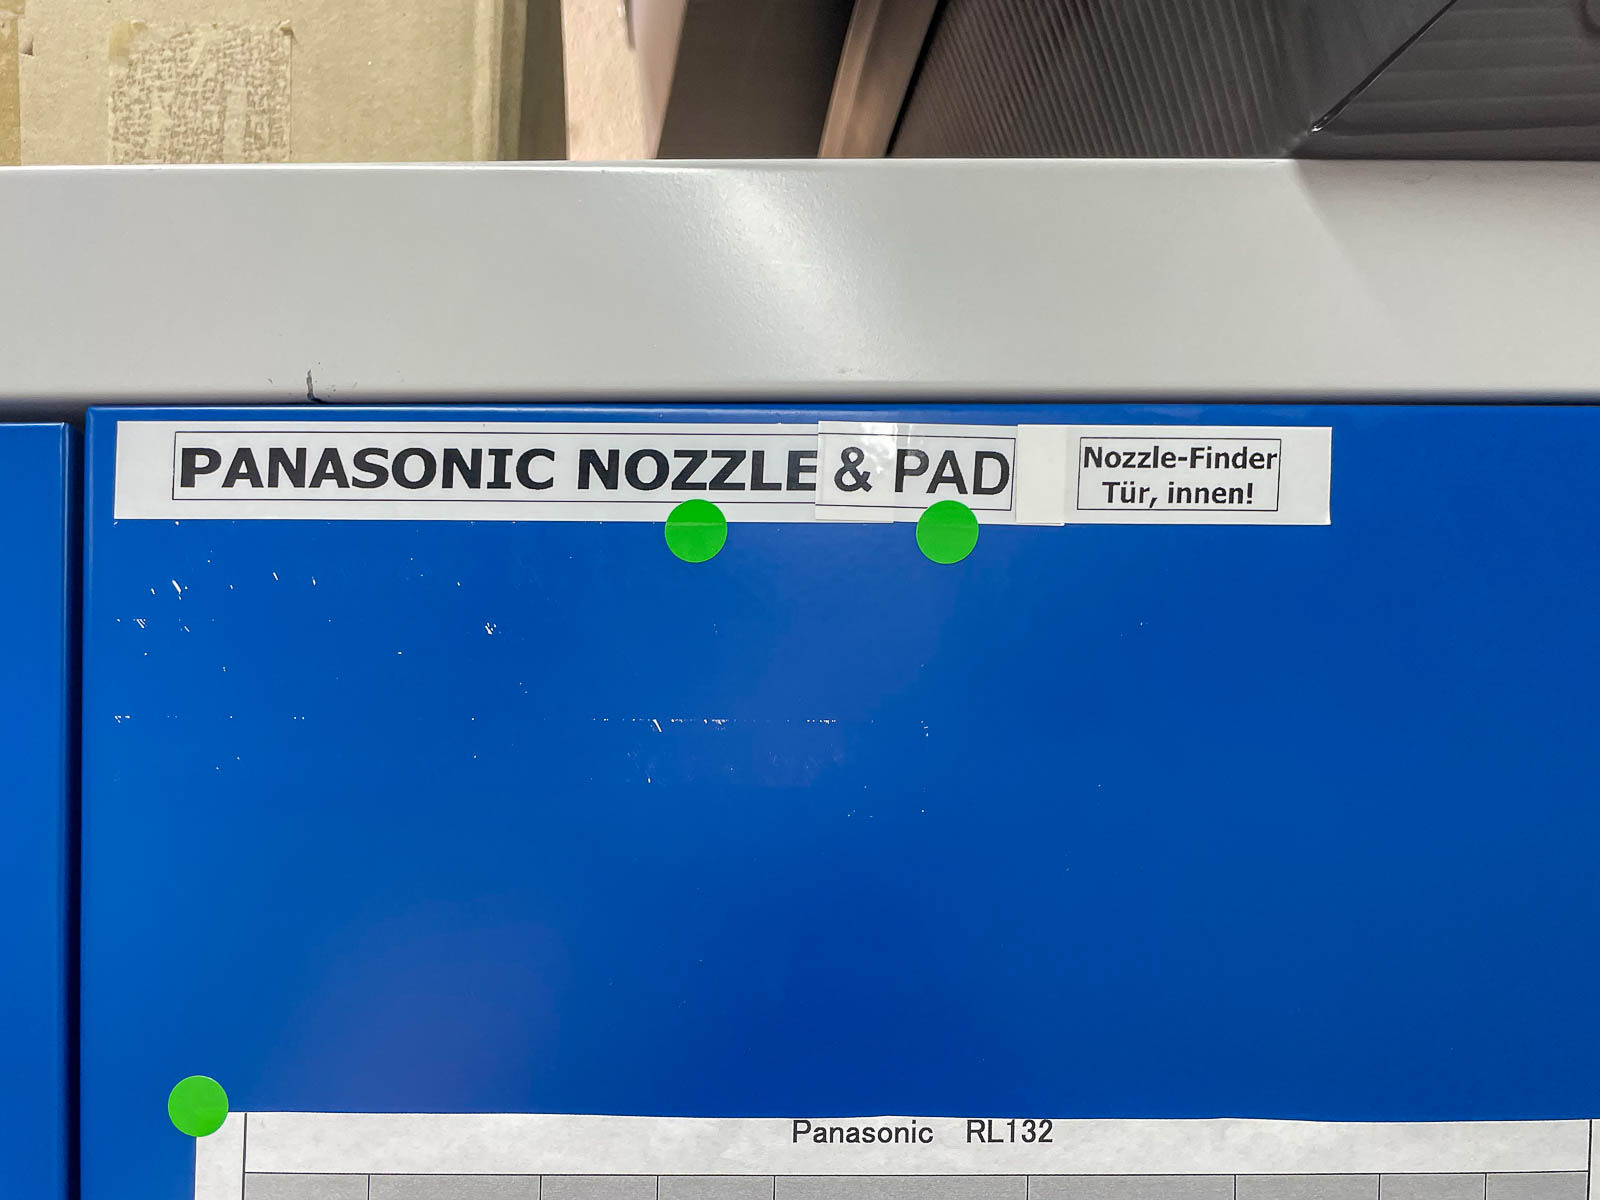 PANASONIC NOZZLE & PAD
Nozzle-Finder
Tür, innen!
Panasonic RL132